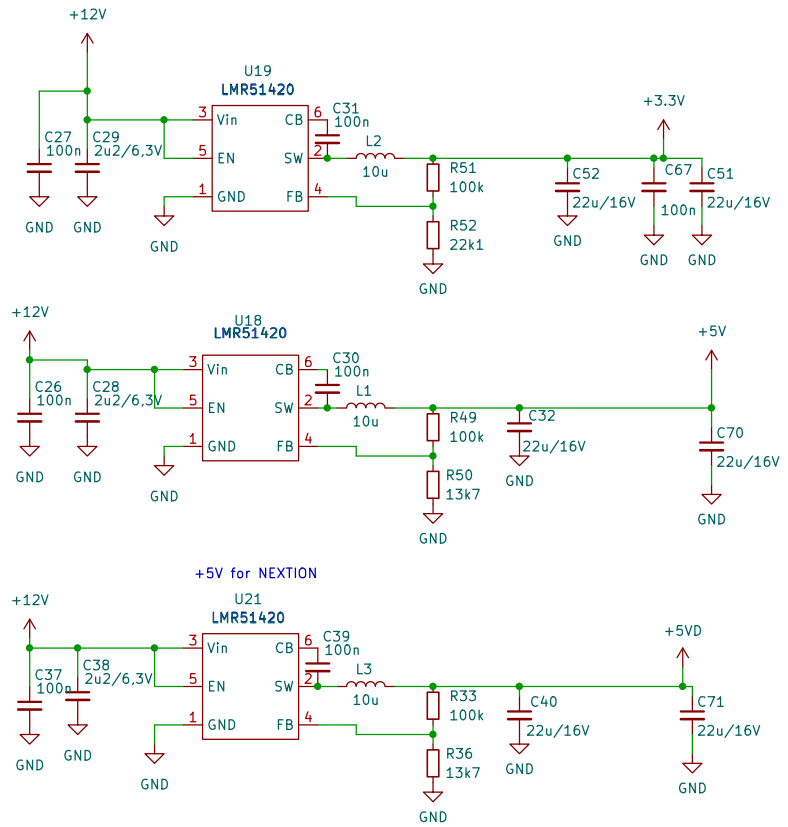 +12V
U19
LMR51420
3
Vin
CB
6
C31
100n
+3.3V
C27
100n
C29
2u2/6,3V
5
EN
SW
2
L2
10u
R51
100k
C52
22u/16V
C67
100n
C51
22u/16V
1
GND
FB
4
R52
22k1
GND
GND
GND
GND
GND
GND
GND
+12V
U18
LMR51420
+5V
3
Vin
CB
6
C30
100n
C26
100n
C28
2u2/6,3V
5
EN
SW
2
L1
10u
R49
100k
C32
22u/16V
C70
22u/16V
1
GND
FB
4
R50
13k7
GND
GND
GND
GND
GND
GND
+5V for NEXTION
+12V
U21
LMR51420
+5VD
3
Vin
CB
6
C39
100n
C37
100n
C38
2u2/6,3V
5
EN
SW
2
L3
10u
R33
100k
C40
22u/16V
C71
22u/16V
1
GND
FB
4
R36
13k7
GND
GND
GND
GND
GND
GND